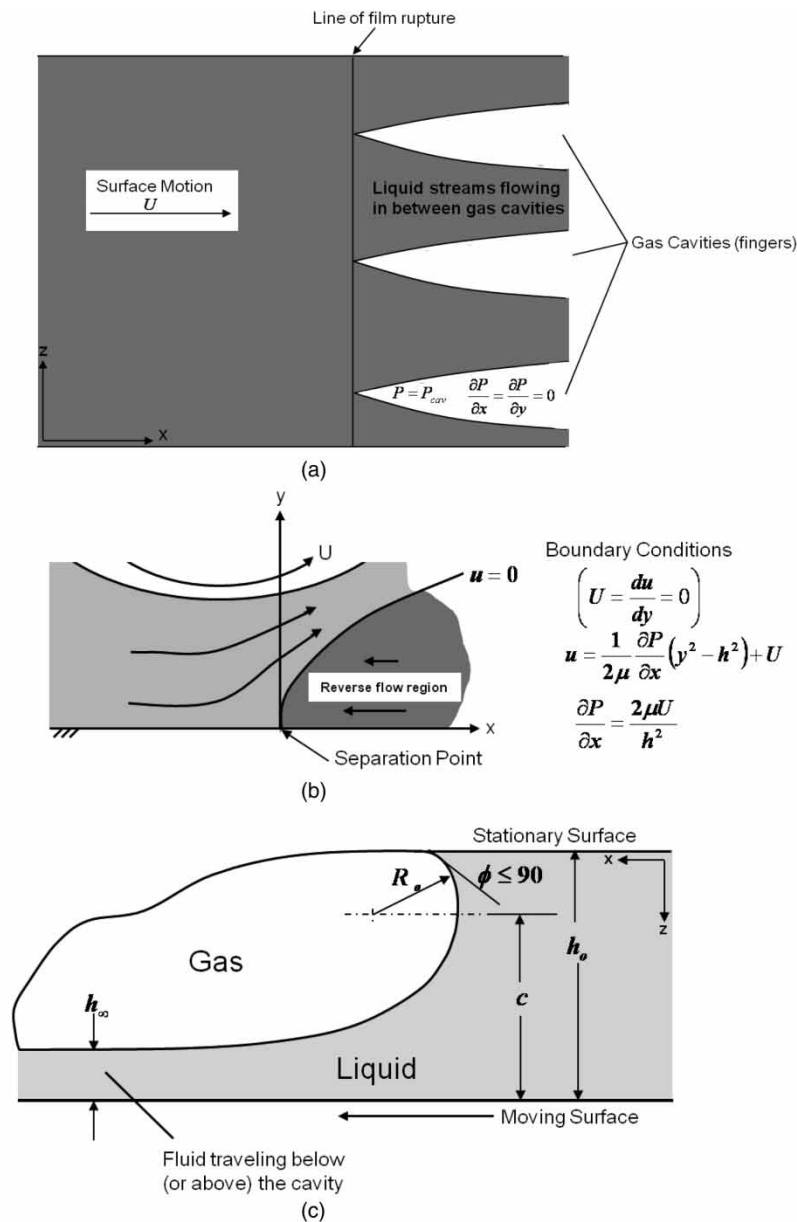 Line of film rupture
Surface Motion
U
Liquid streams flowing
in between gas cavities
Gas Cavities (fingers)
P = P_cav ∂P/∂x = ∂P/∂y = 0
z
x
(a)
y
U
u = 0
Reverse flow region
x
Separation Point
Boundary Conditions
(U = du/dy = 0)
u = 1/2μ ∂P/∂x (y² − h²) + U
∂P/∂x = 2μU/h²
(b)
Stationary Surface
R_o
ϕ ≤ 90
x
z
Gas
h_o
c
h_∞
Liquid
Moving Surface
Fluid traveling below
(or above) the cavity
(c)